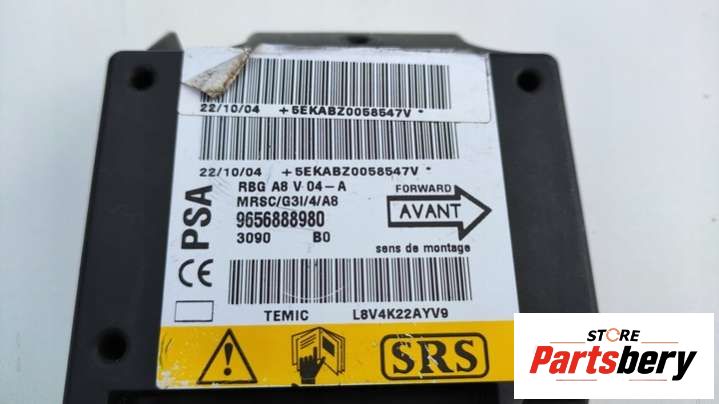 22/10/04 +5EKABZ0058547V*
22/10/04 +5EKABZ0058547V*
PSA
RBG A8 V 04-A
MRSC/G3I/4/A8
9656888980
3090 B0
FORWARD
AVANT
sens de montage
CE
TEMIC L8V4K22AYV9
SRS
STORE
Partsbery